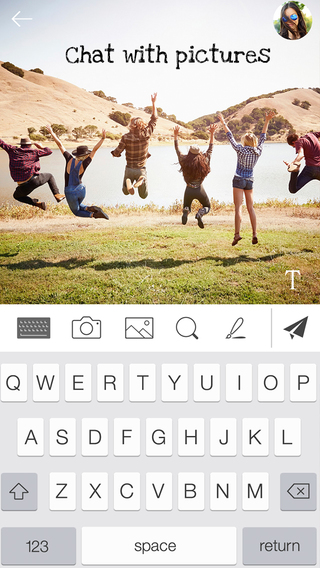 Chat with pictures
T
Q W E R T Y U I O P
A S D F G H J K L
Z X C V B N M
123 space return